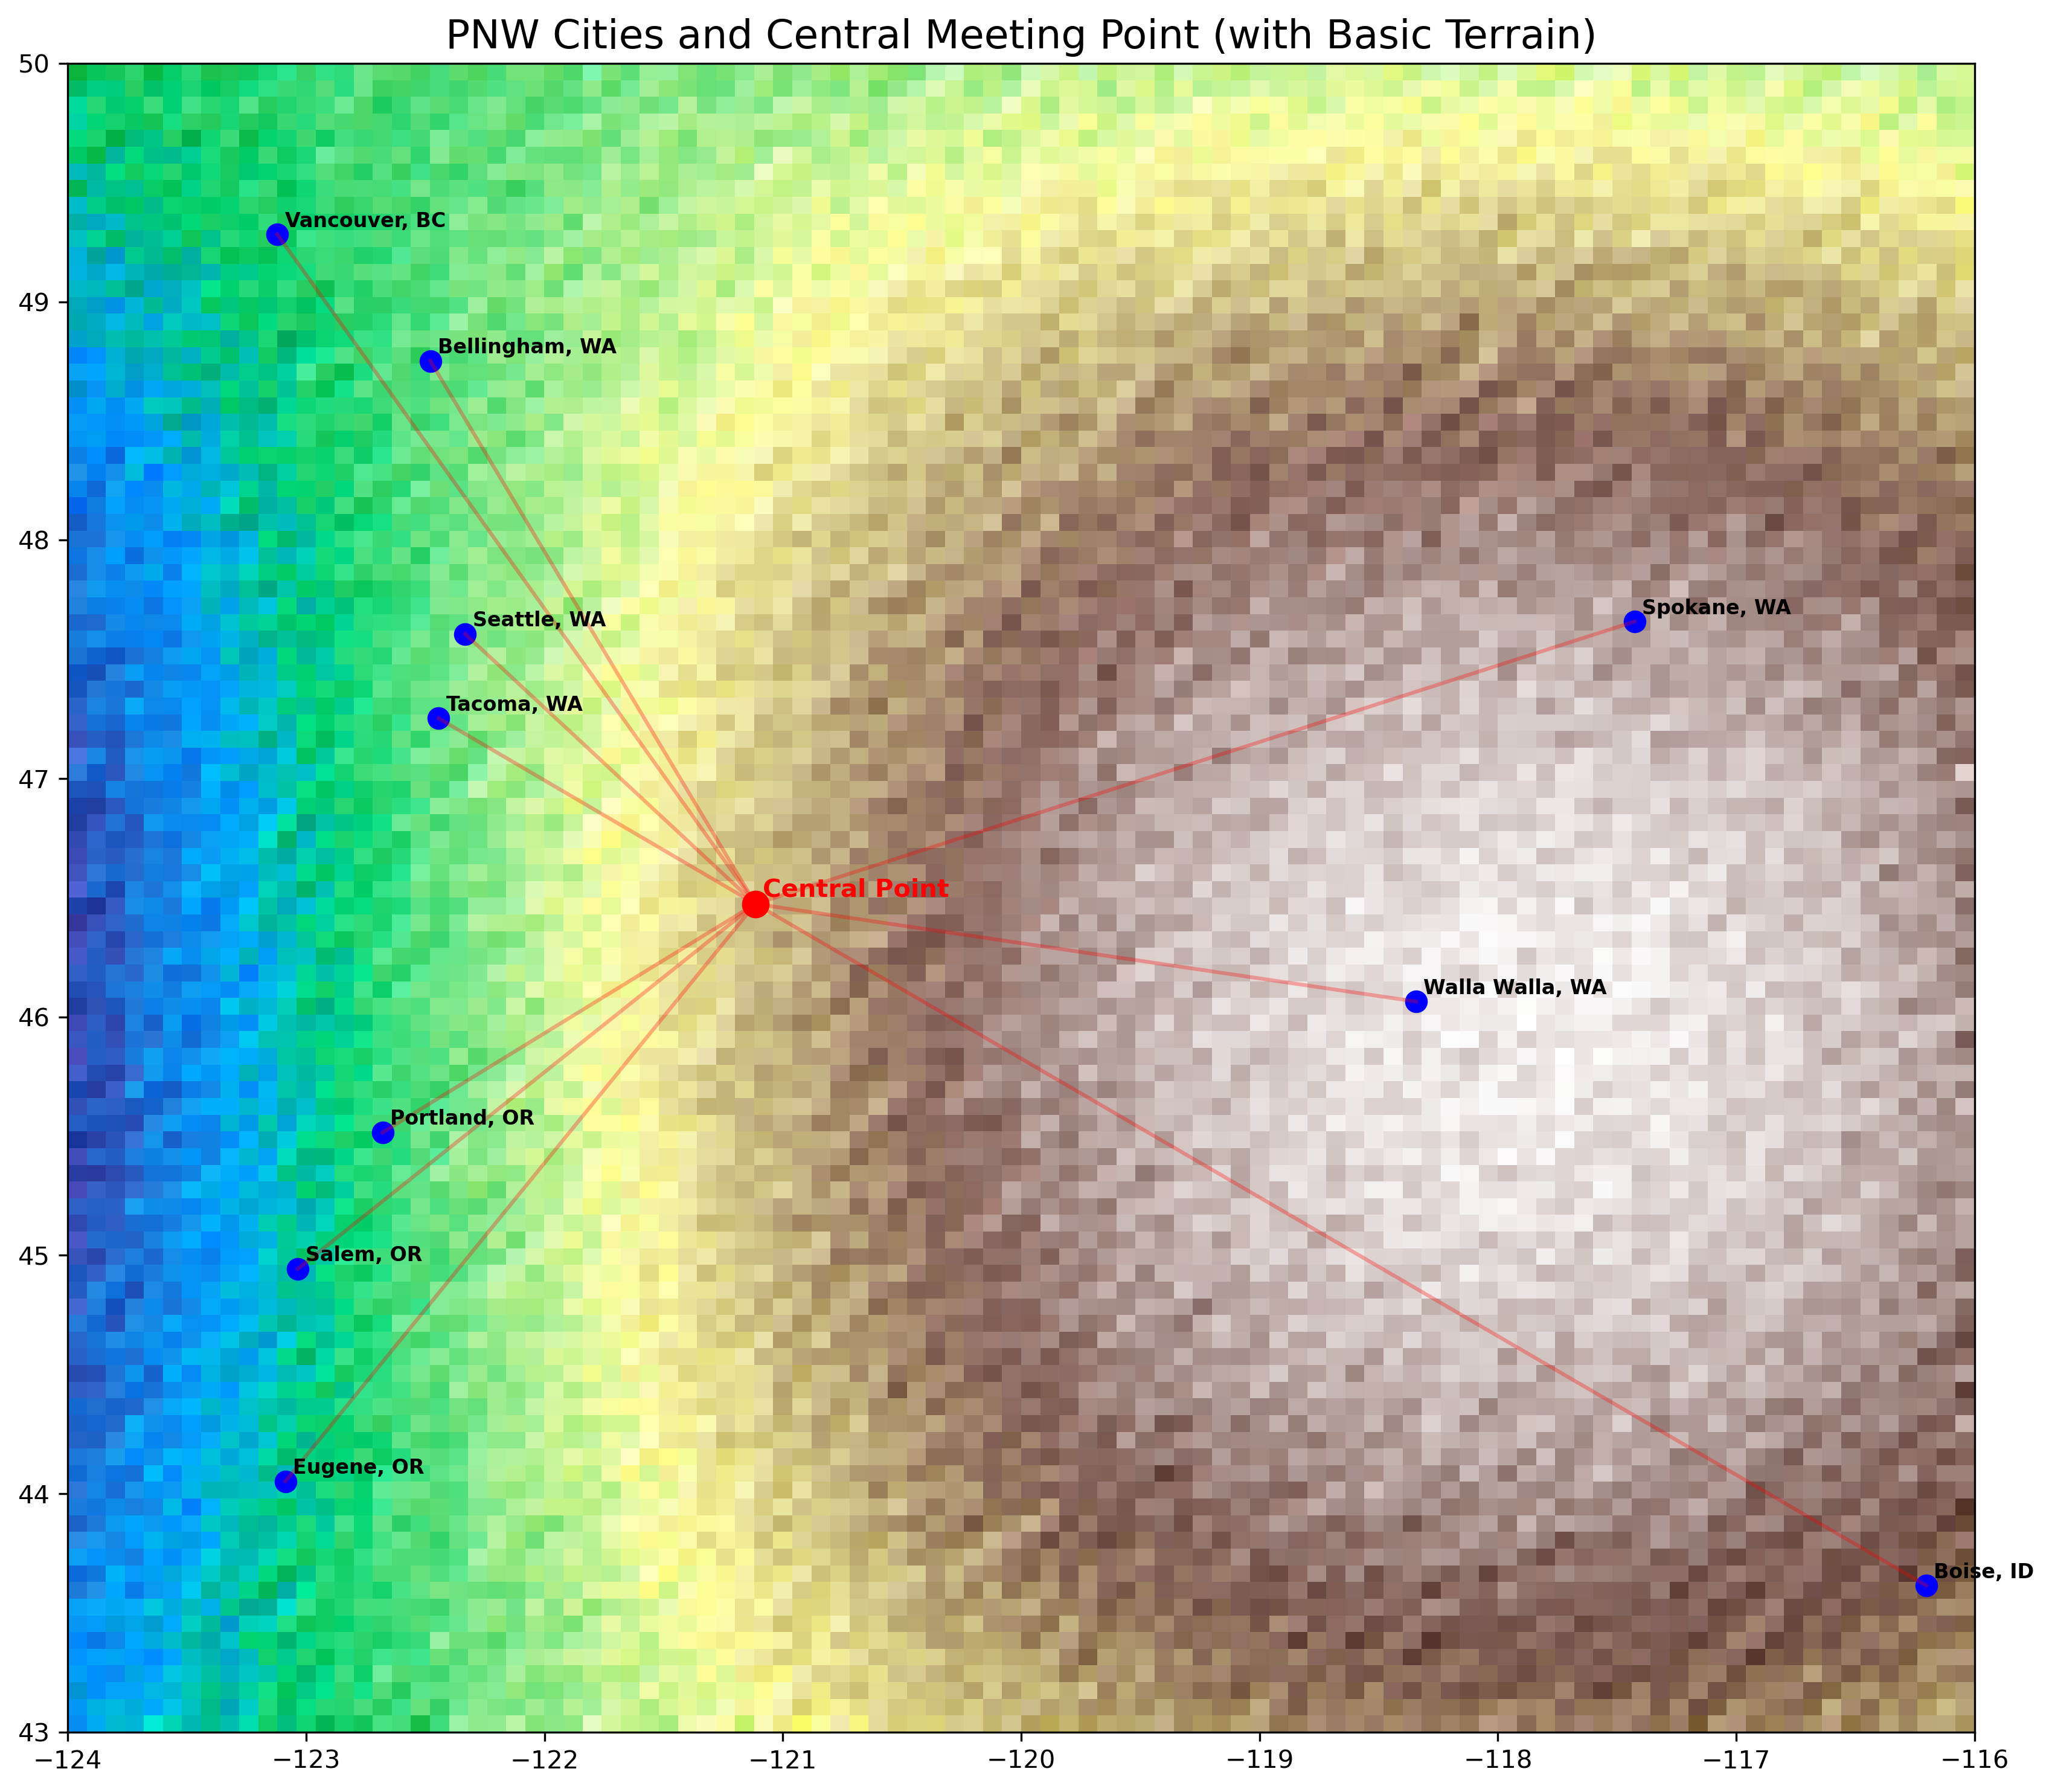 PNW Cities and Central Meeting Point (with Basic Terrain)
50
Vancouver, BC
49
Bellingham, WA
48
Seattle, WA
Spokane, WA
Tacoma, WA
47
Central Point
Walla Walla, WA
46
Portland, OR
45
Salem, OR
44
Eugene, OR
Boise, ID
43
−124 −123 −122 −121 −120 −119 −118 −117 −116